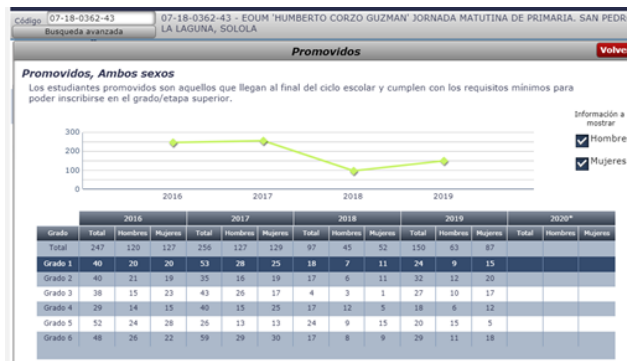 Código 07-18-0362-43
07-18-0362-43 - EOUM 'HUMBERTO CORZO GUZMAN' JORNADA MATUTINA DE PRIMARIA. SAN PEDR
LA LAGUNA, SOLOLA
Busqueda avanzada
Promovidos
Volve
Promovidos, Ambos sexos
Los estudiantes promovidos son aquellos que llegan al final del ciclo escolar y cumplen con los requisitos mínimos para
poder inscribirse en el grado/etapa superior.
Información a
mostrar
Hombre
Mujeres
300
200
100
0
2016 2017 2018 2019
2016 2017 2018 2019 2020*
Grado Total Hombres Mujeres Total Hombres Mujeres Total Hombres Mujeres Total Hombres Mujeres Total Hombres Mujeres
Total 247 120 127 256 127 129 97 45 52 150 63 87
Grado 1 40 20 20 53 28 25 18 7 11 24 9 15
Grado 2 40 21 19 35 16 19 17 6 11 32 12 20
Grado 3 38 15 23 43 26 17 4 3 1 27 10 17
Grado 4 29 14 15 40 15 25 17 12 5 18 6 12
Grado 5 52 24 28 26 13 13 24 9 15 20 15 5
Grado 6 48 26 22 59 29 30 17 8 9 29 11 18